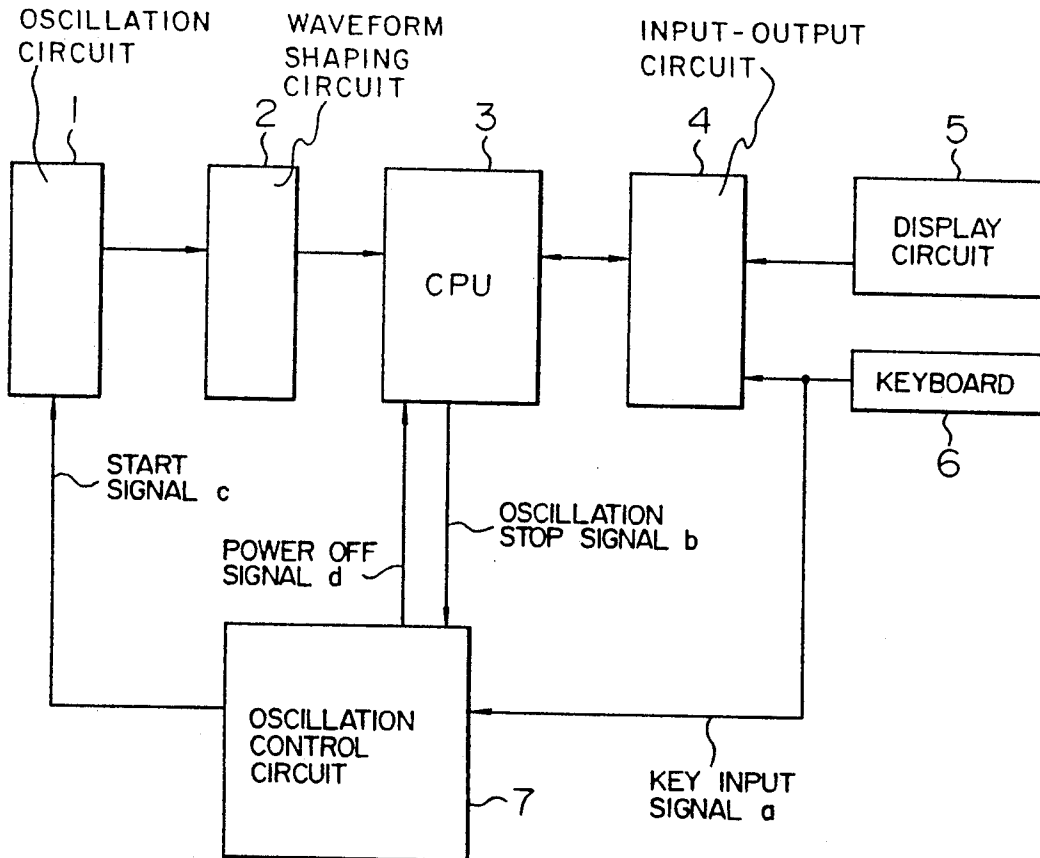 OSCILLATION
CIRCUIT
WAVEFORM
SHAPING
CIRCUIT
INPUT-OUTPUT
CIRCUIT
1
2
3
4
5
CPU
DISPLAY
CIRCUIT
KEYBOARD
6
START
SIGNAL c
POWER OFF
SIGNAL d
OSCILLATION
STOP SIGNAL b
OSCILLATION
CONTROL
CIRCUIT
7
KEY INPUT
SIGNAL a